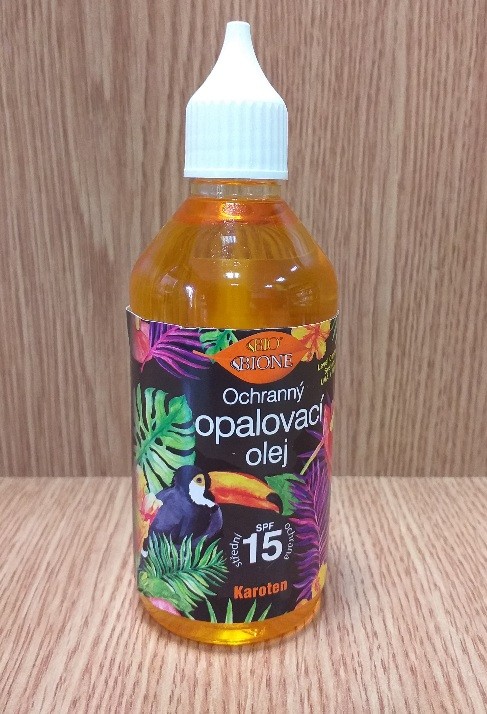 BIO
BIONE
Ochranný
opalovací
olej
SPF
15
střední
ochrana
Karoten